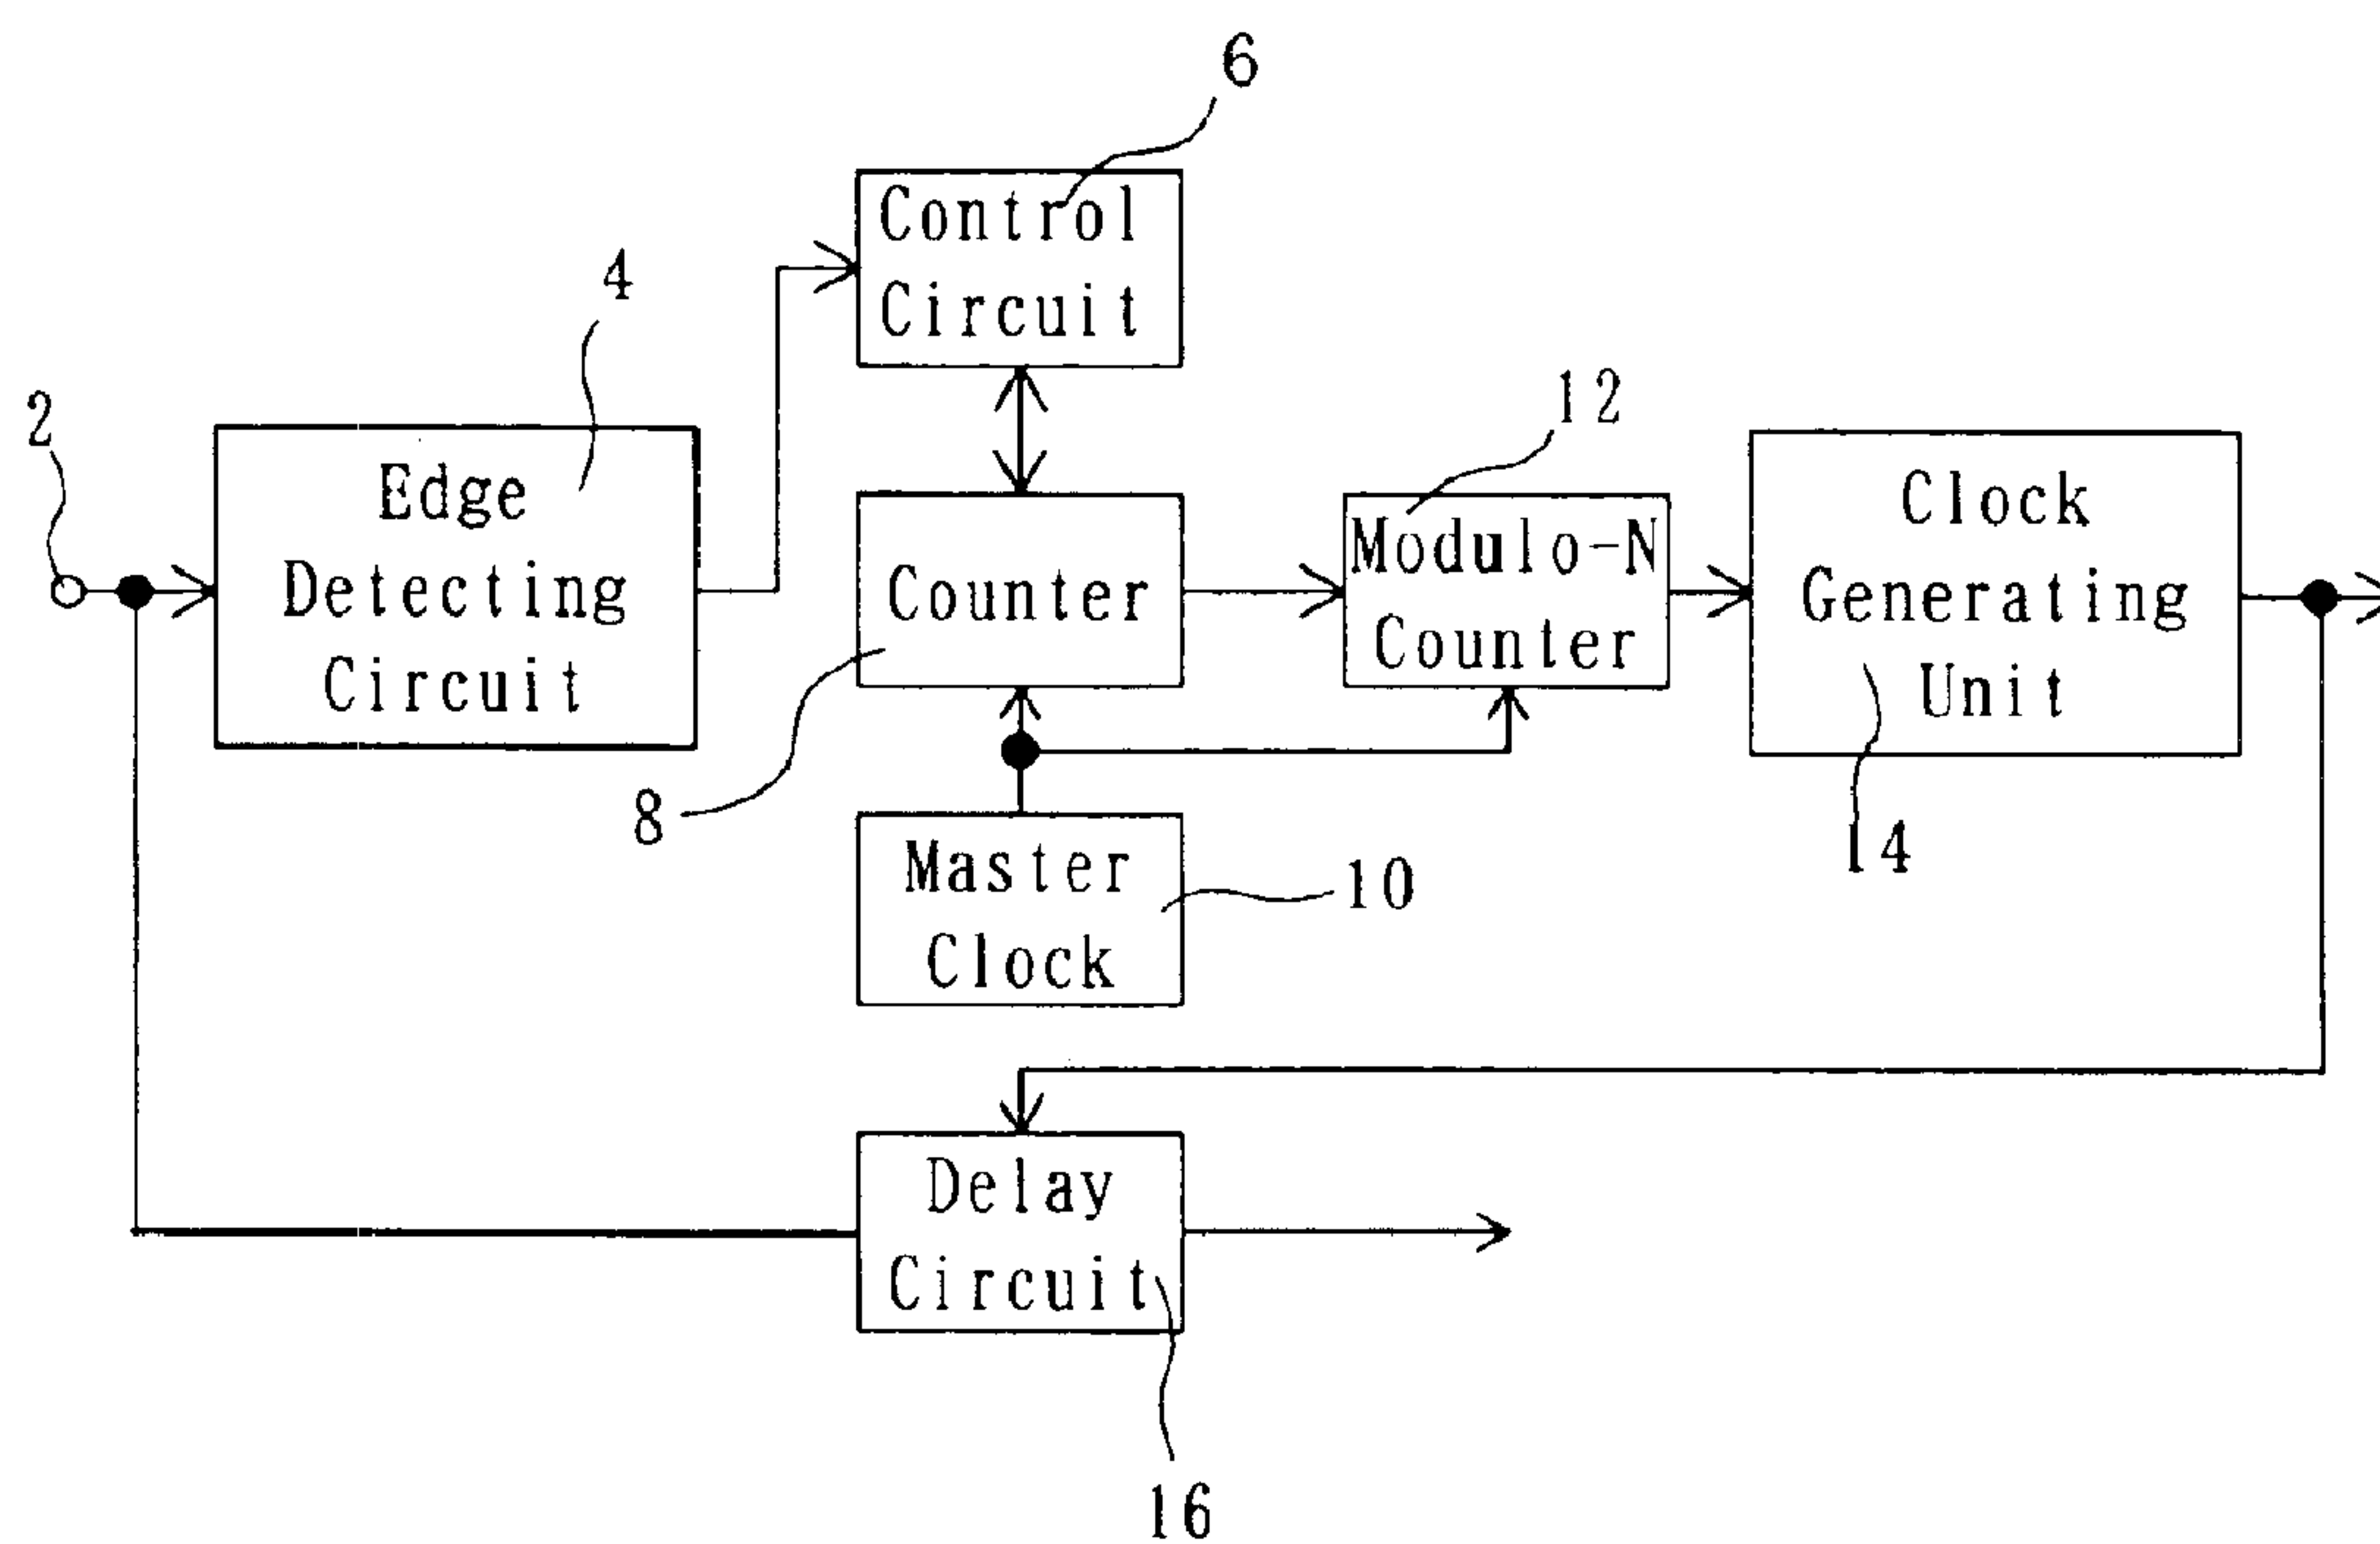 6
Control
Circuit
4
2
Edge
Detecting
Circuit
12
Counter
Modulo-N
Counter
Clock
Generating
Unit
8
Master
Clock
10
14
Delay
Circuit
16